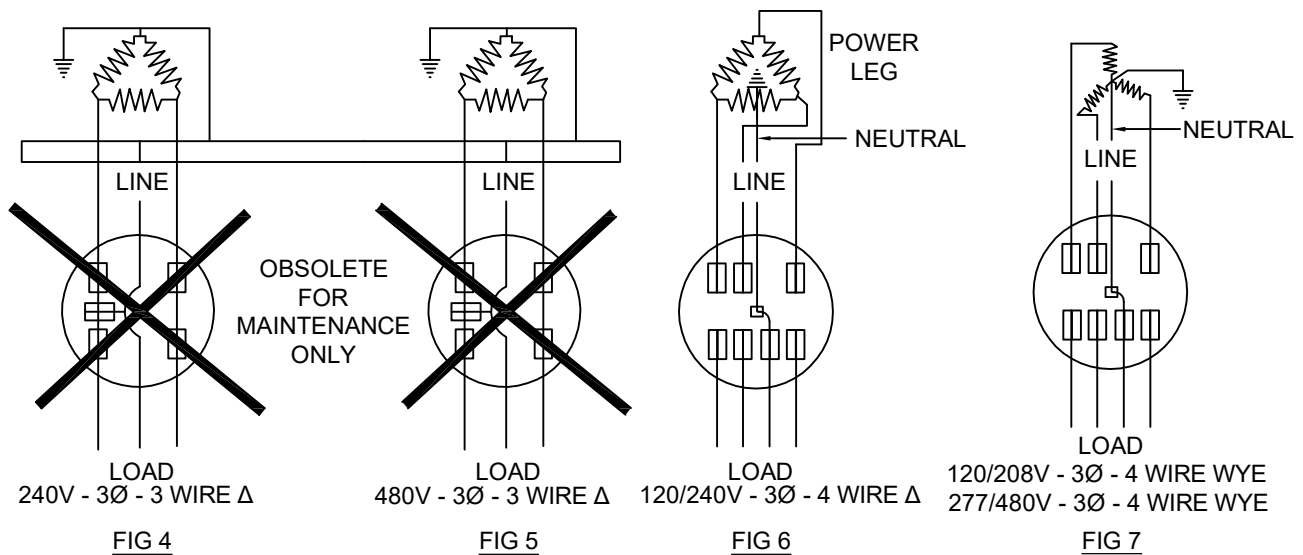 POWER
LEG
NEUTRAL
NEUTRAL
LINE
LINE
LINE
LINE
OBSOLETE
FOR
MAINTENANCE
ONLY
LOAD
240V - 3Ø - 3 WIRE Δ
FIG 4
LOAD
480V - 3Ø - 3 WIRE Δ
FIG 5
LOAD
120/240V - 3Ø - 4 WIRE Δ
FIG 6
LOAD
120/208V - 3Ø - 4 WIRE WYE
277/480V - 3Ø - 4 WIRE WYE
FIG 7